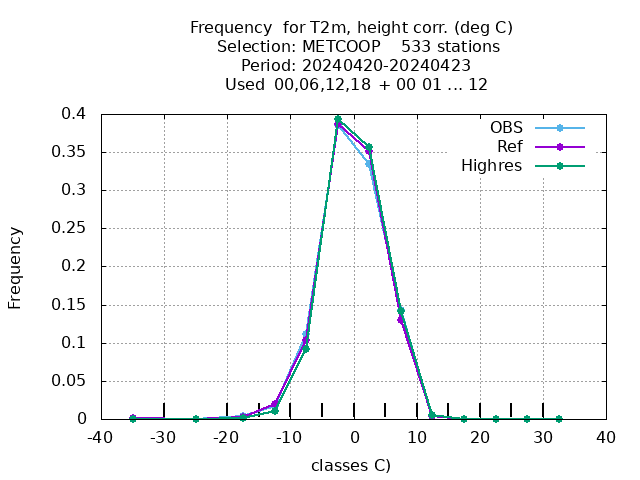 Frequency  for T2m, height corr. (deg C)
Selection: METCOOP    533 stations
Period: 20240420-20240423
Used  00,06,12,18  + 00 01 ... 12
0.4
0.35
0.3
0.25
0.2
0.15
0.1
0.05
0
Frequency
OBS
Ref
Highres
-40 -30 -20 -10 0 10 20 30 40
classes C)